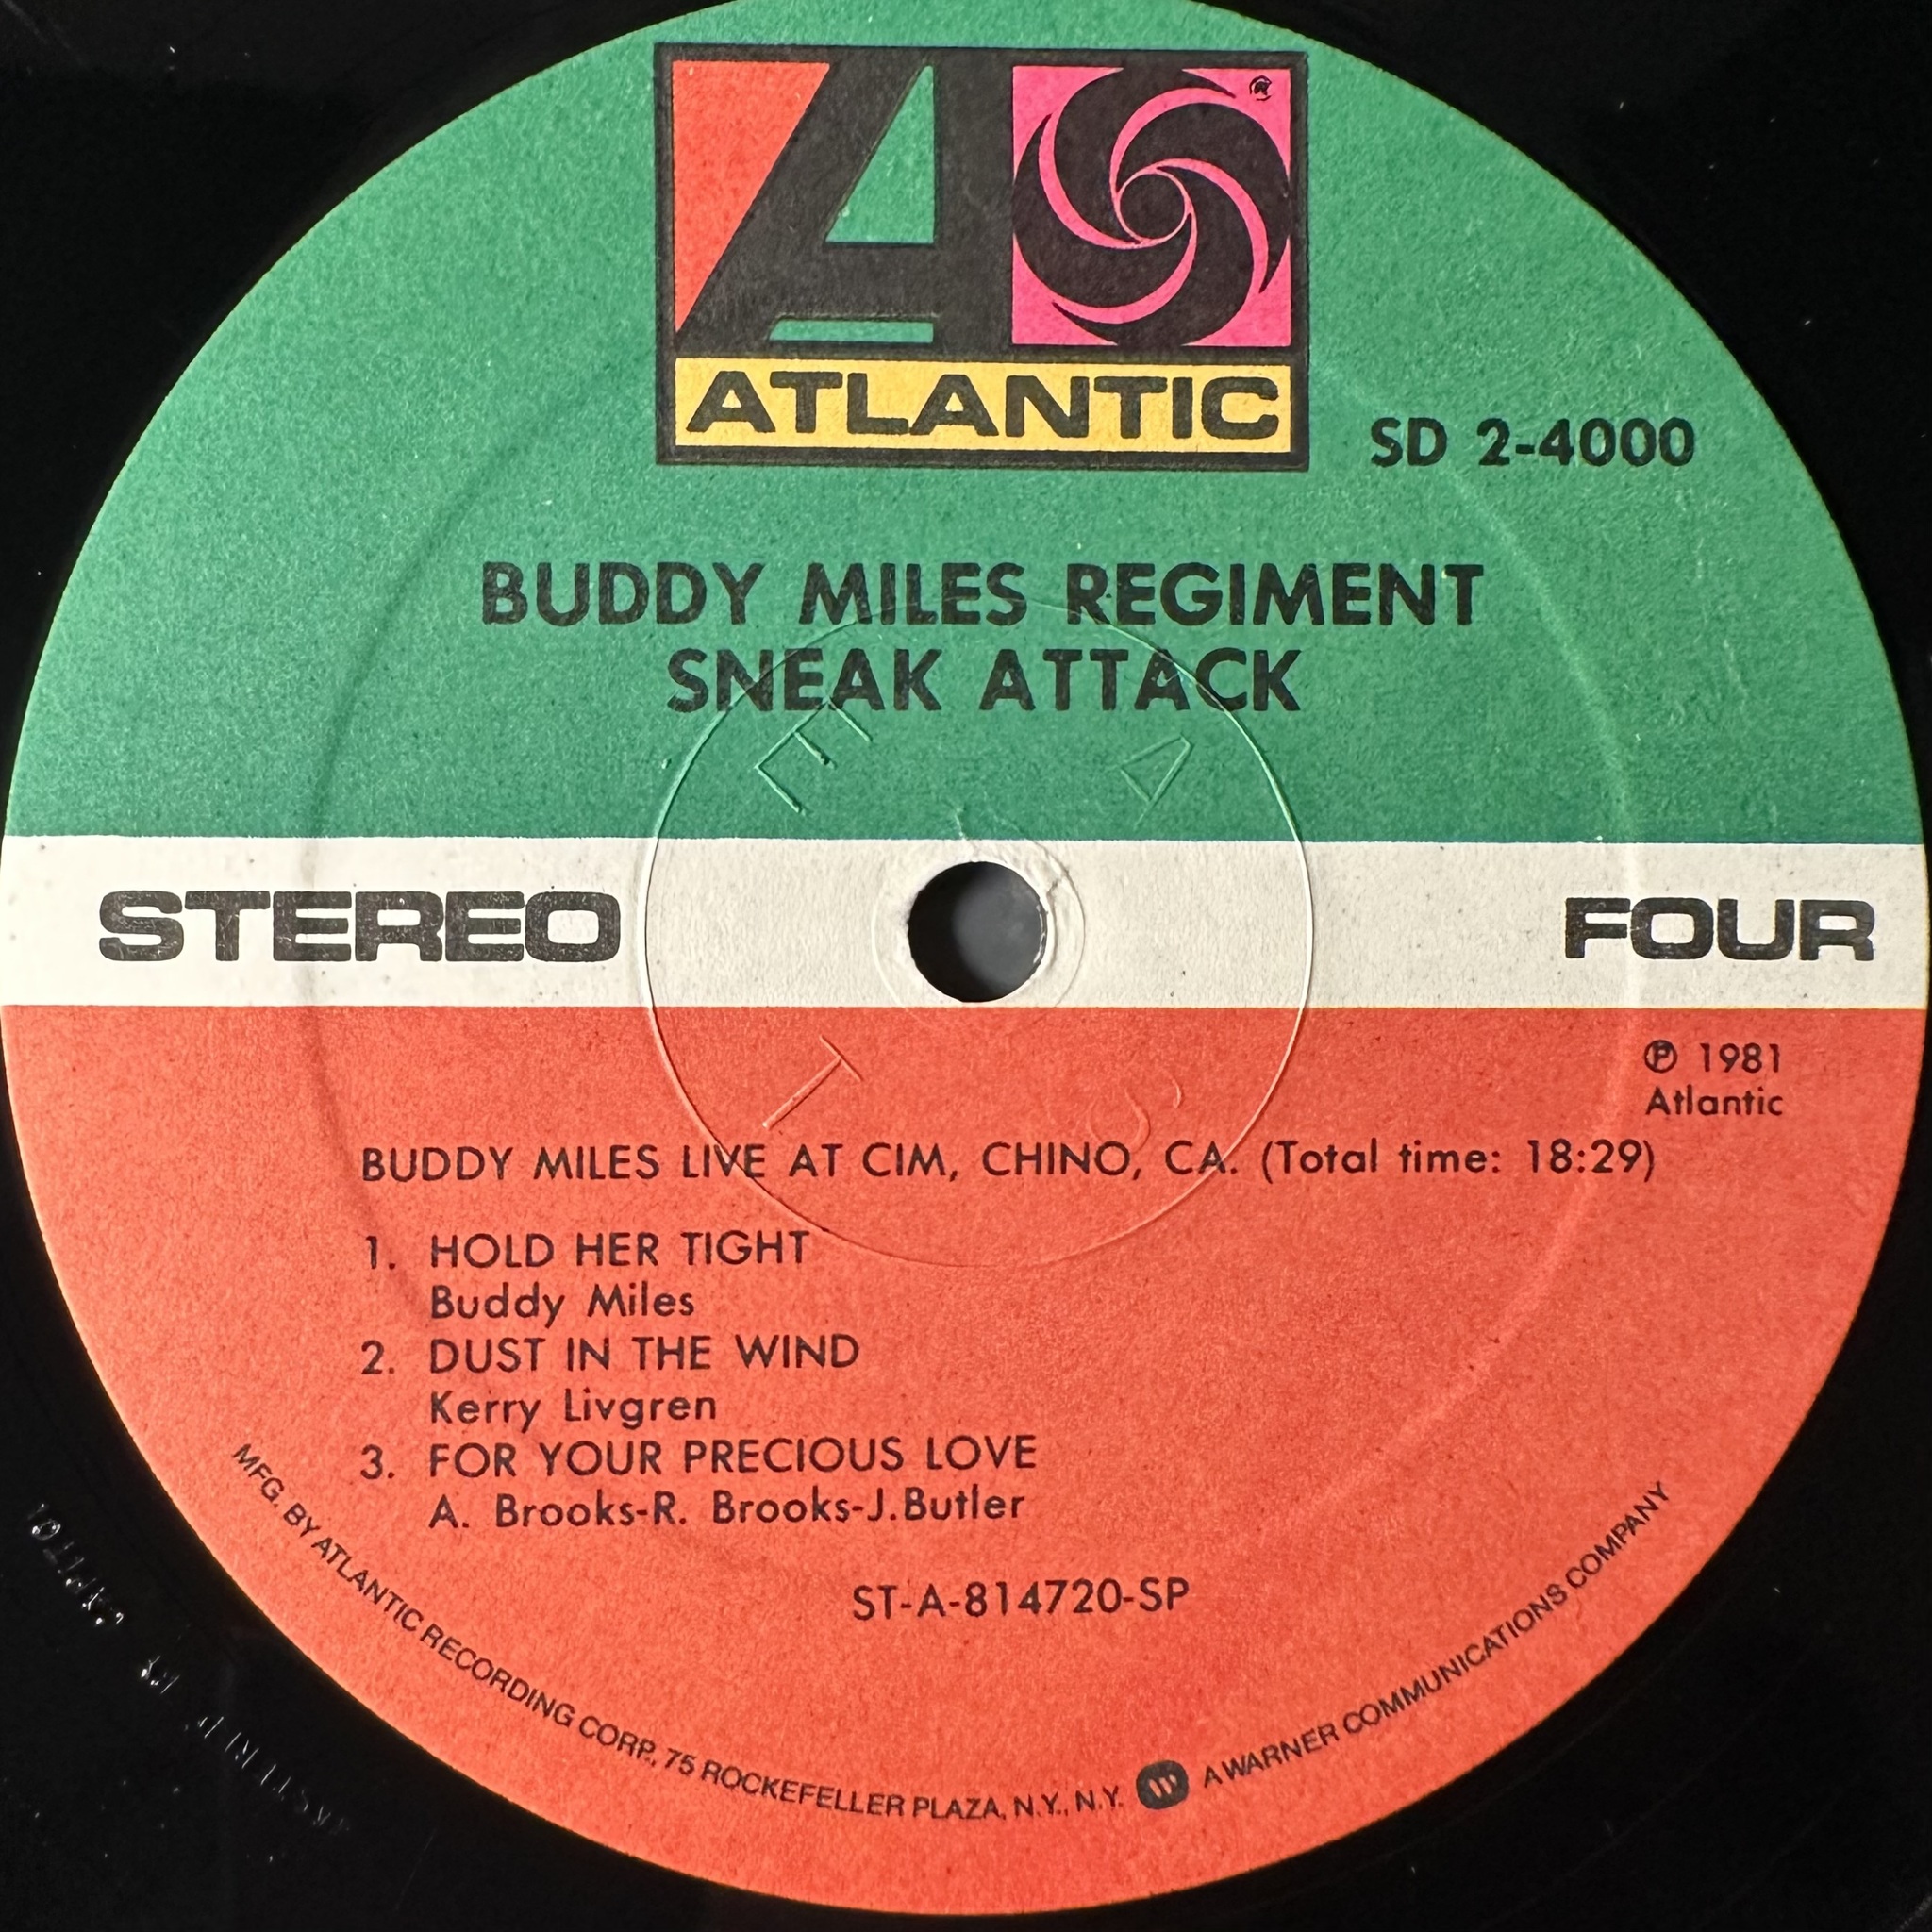 ®
ATLANTIC
SD 2-4000
BUDDY MILES REGIMENT
SNEAK ATTACK
STEREO
FOUR
℗ 1981
Atlantic
BUDDY MILES LIVE AT CIM, CHINO, CA. (Total time: 18:29)
1. HOLD HER TIGHT
Buddy Miles
2. DUST IN THE WIND
Kerry Livgren
3. FOR YOUR PRECIOUS LOVE
A. Brooks-R. Brooks-J.Butler
ST-A-814720-SP
MFG. BY ATLANTIC RECORDING CORP., 75 ROCKEFELLER PLAZA, N.Y., N.Y. A WARNER COMMUNICATIONS COMPANY